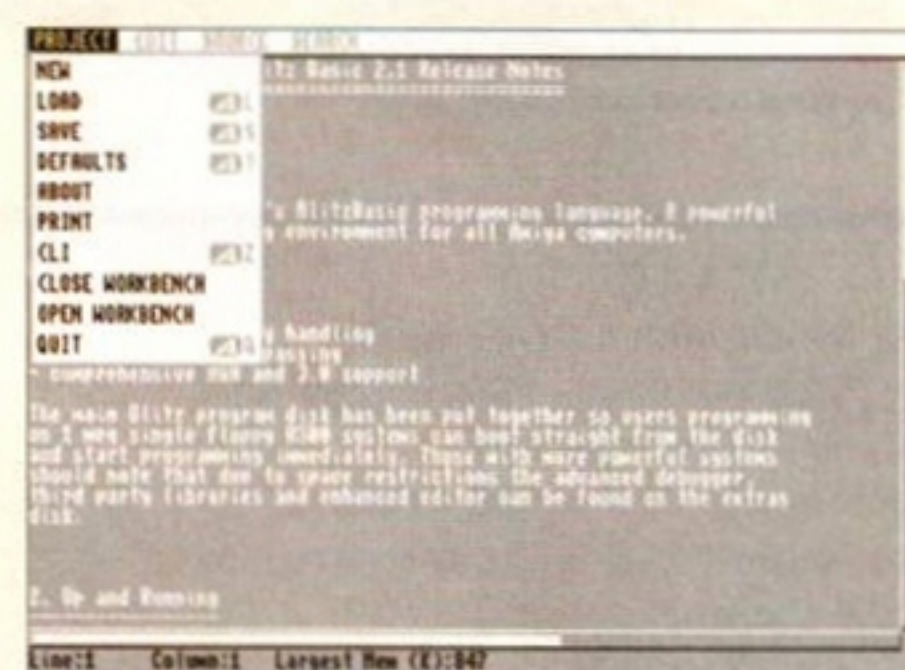 PROJECT EDIT SOURCE SEARCH
NEW
LOAD L
SAVE S
DEFAULTS
ABOUT
PRINT
CLI Z
CLOSE WORKBENCH
OPEN WORKBENCH
QUIT Q
Basic 2.1 Release Notes
's BlitzBasic programming language. A powerful
environment for all Amiga computers.
handling
- comprehensive AGA and 3.0 support
The main Blitz program disk has been put together so users programming
on 1 meg single floppy A500 systems can boot straight from the disk
and start programming immediately. Those with more powerful systems
should note that due to space restrictions the advanced debugger,
third party libraries and enhanced editor can be found on the extras
disk.
2. Up and Running
Line:1 Column:1 Largest Mem (K):847